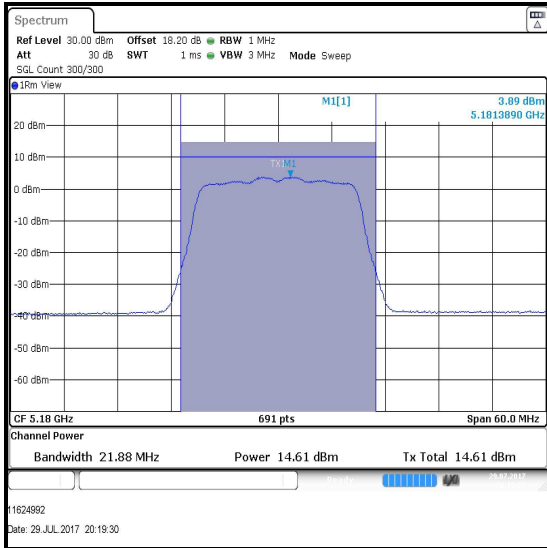 Spectrum
Ref Level 30.00 dBm Offset 18.20 dB RBW 1 MHz
Att 30 dB SWT 1 ms VBW 3 MHz Mode Sweep
SGL Count 300/300
1Rm View
M1[1] 3.89 dBm
5.1813890 GHz
20 dBm
10 dBm
TX M1
0 dBm
-10 dBm
-20 dBm
-30 dBm
-40 dBm
-50 dBm
-60 dBm
CF 5.18 GHz 691 pts Span 60.0 MHz
Channel Power
Bandwidth 21.88 MHz Power 14.61 dBm Tx Total 14.61 dBm
Ready 29.07.2017
11624992
Date: 29.JUL.2017 20:19:30